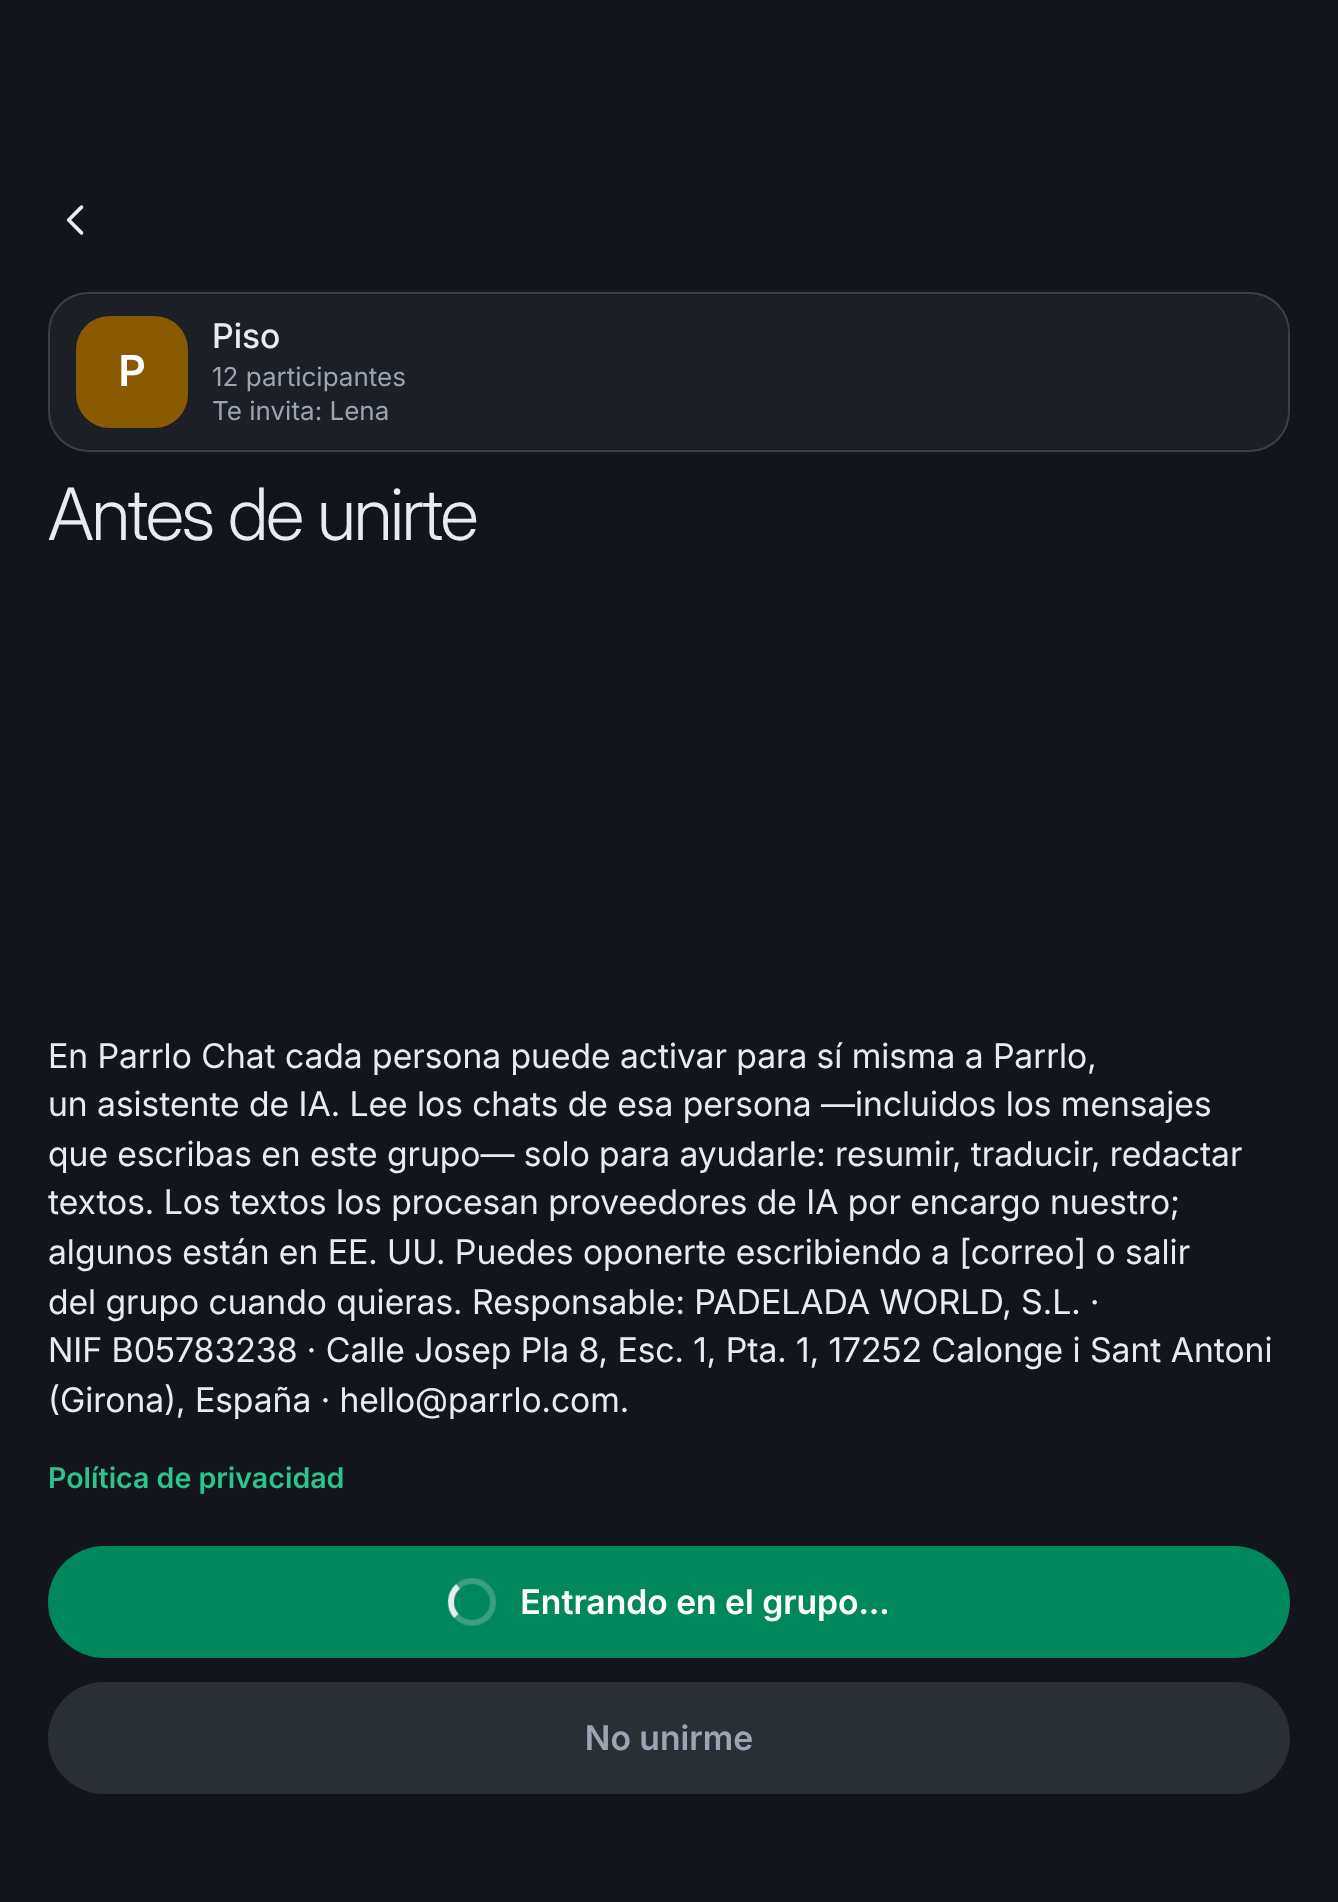 P
Piso
12 participantes
Te invita: Lena
Antes de unirte
En Parrlo Chat cada persona puede activar para sí misma a Parrlo,
un asistente de IA. Lee los chats de esa persona —incluidos los mensajes
que escribas en este grupo— solo para ayudarle: resumir, traducir, redactar
textos. Los textos los procesan proveedores de IA por encargo nuestro;
algunos están en EE. UU. Puedes oponerte escribiendo a [correo] o salir
del grupo cuando quieras. Responsable: PADELADA WORLD, S.L. ·
NIF B05783238 · Calle Josep Pla 8, Esc. 1, Pta. 1, 17252 Calonge i Sant Antoni
(Girona), España · hello@parrlo.com.
Política de privacidad
Entrando en el grupo...
No unirme